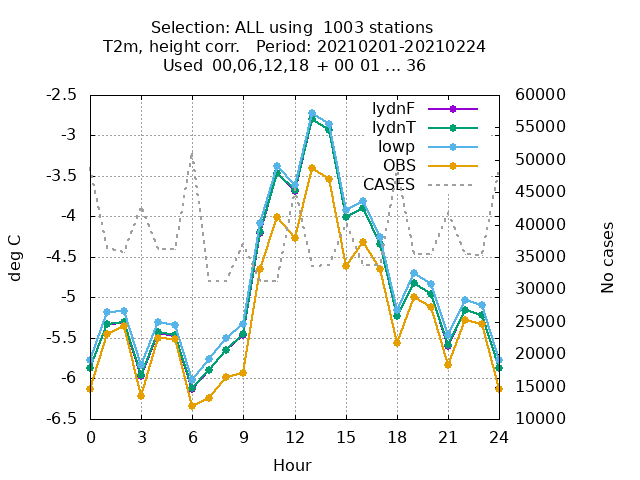 Selection: ALL using  1003 stations
T2m, height corr.   Period: 20210201-20210224
Used  00,06,12,18  + 00 01 ... 36
-2.5
-3
-3.5
-4
-4.5
-5
-5.5
-6
-6.5
deg C
lydnF
lydnT
lowp
OBS
CASES
60000
55000
50000
45000
40000
35000
30000
25000
20000
15000
10000
No cases
0 3 6 9 12 15 18 21 24
Hour